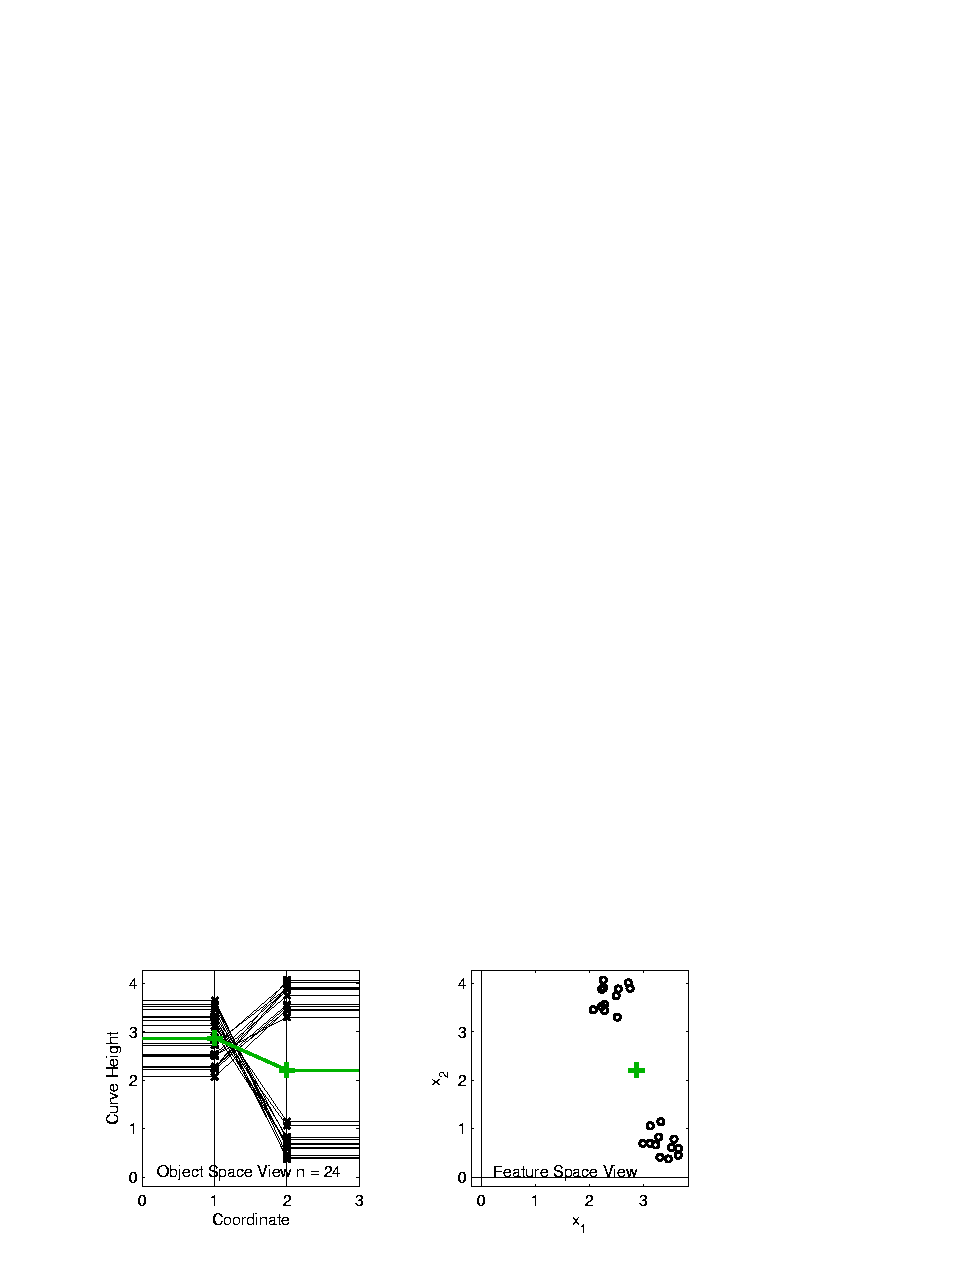 4
3
2
1
0
Curve Height
Object Space View n = 24
0 1 2 3
Coordinate
4
3
2
1
0
x2
Feature Space View
0 1 2 3
x1